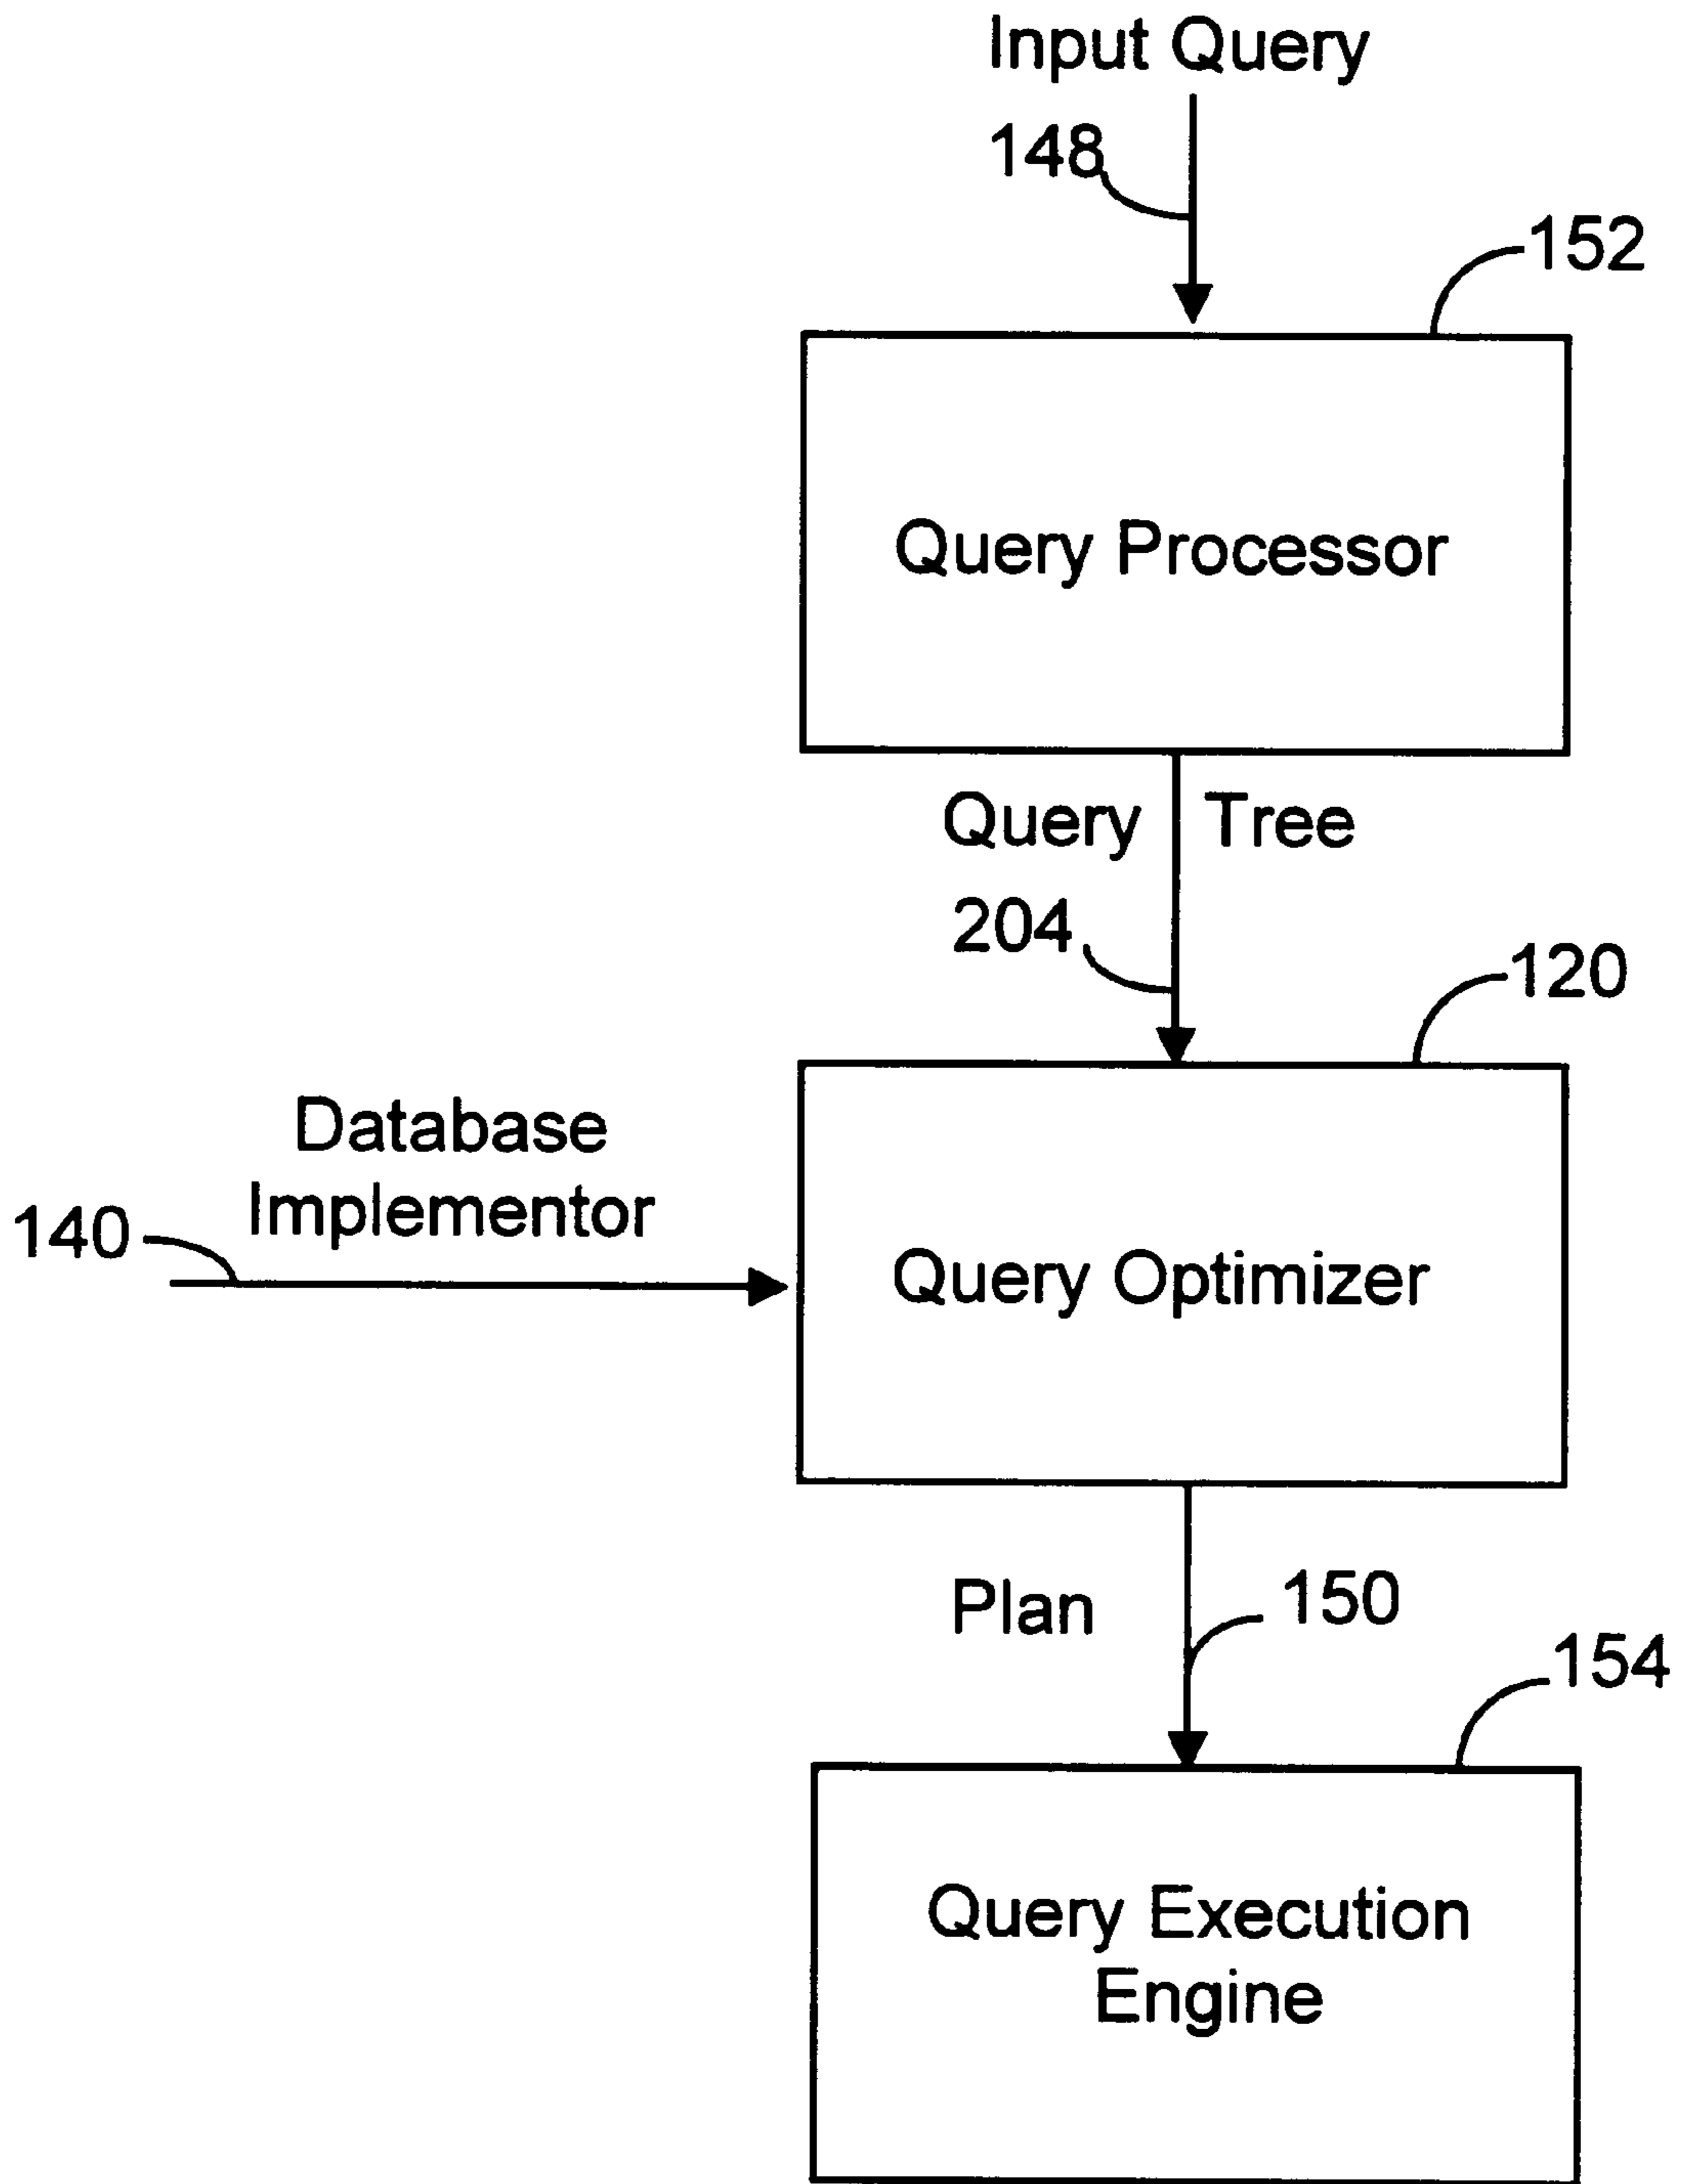 Input Query
148
152
Query Processor
Query Tree
204
120
Database
Implementor
140
Query Optimizer
Plan
150
154
Query Execution
Engine